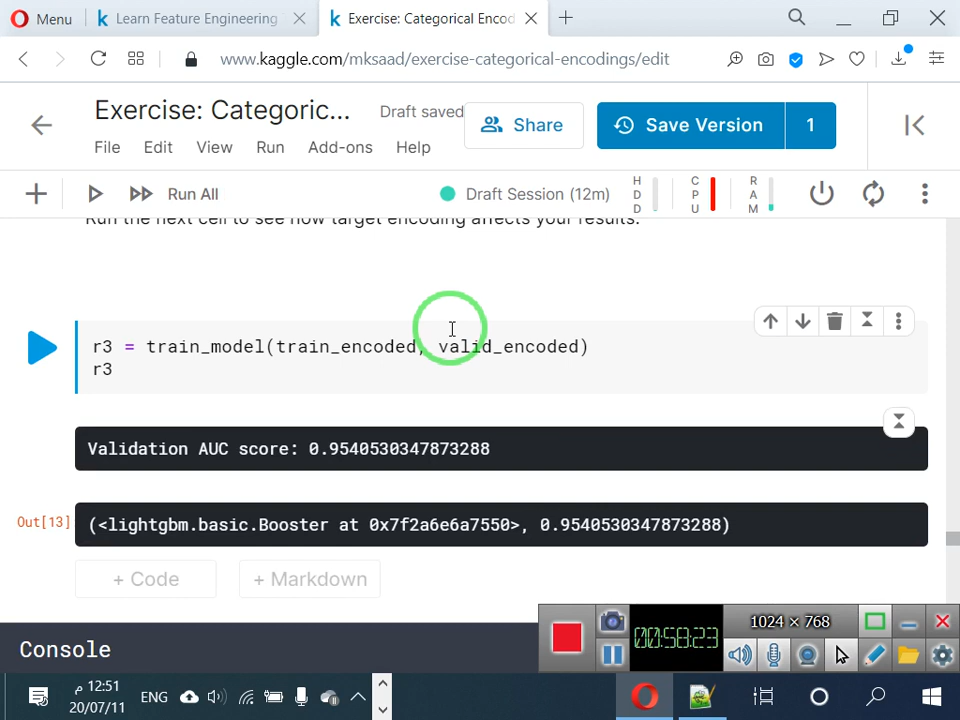 Menu
Learn Feature Engineering
Exercise: Categorical Encod
www.kaggle.com/mksaad/exercise-categorical-encodings/edit
Exercise: Categoric...
Draft saved
Share
Save Version
1
File
Edit
View
Run
Add-ons
Help
Run All
Draft Session (12m)
HDD
CPU
RAM
Run the next cell to see how target encoding affects your results.
r3 = train_model(train_encoded, valid_encoded)
r3
Validation AUC score: 0.9540530347873288
Out[13]
(<lightgbm.basic.Booster at 0x7f2a6e6a7550>, 0.9540530347873288)
+ Code
+ Markdown
Console
1024 × 768
00:58:23
12:51 م
20/07/11
ENG